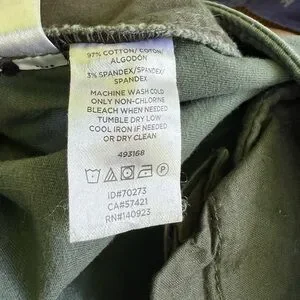 97% COTTON/ COTON/
ALGODÓN
3% SPANDEX/SPANDEX/
SPANDEX
MACHINE WASH COLD
ONLY NON-CHLORINE
BLEACH WHEN NEEDED
TUMBLE DRY LOW
COOL IRON IF NEEDED
OR DRY CLEAN
493168
ID#70273
CA#57421
RN#140923